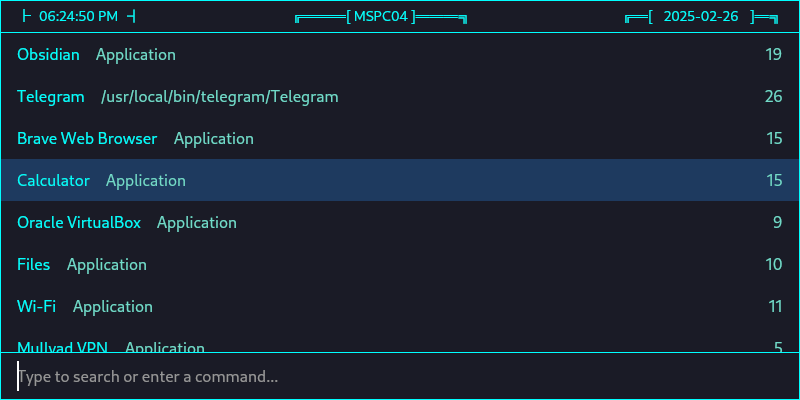 ╟ 06:24:50 PM ╢ ╔═════[ MSPC04 ]═════╗ ╔══[ 2025-02-26 ]══╗
Obsidian Application 19
Telegram /usr/local/bin/telegram/Telegram 26
Brave Web Browser Application 15
Calculator Application 15
Oracle VirtualBox Application 9
Files Application 10
Wi-Fi Application 11
Mullvad VPN Application 5
Type to search or enter a command...